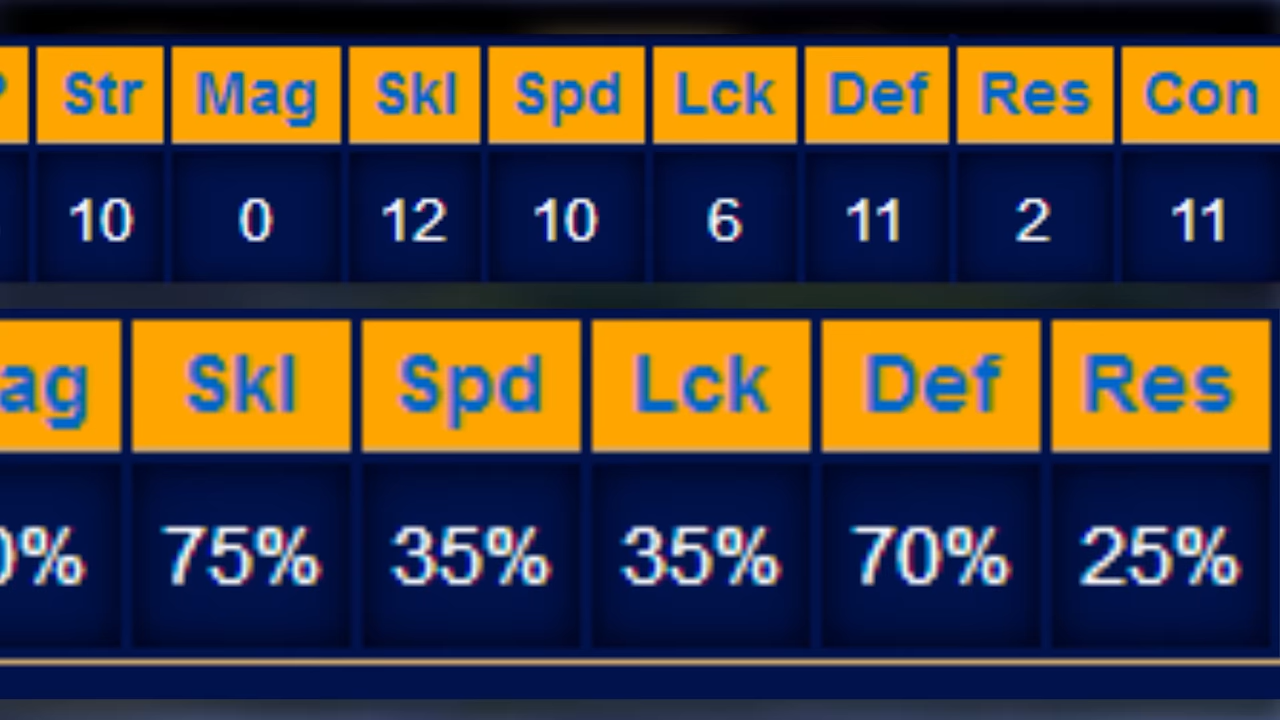 Str Mag Skl Spd Lck Def Res Con
10 0 12 10 6 11 2 11
Skl Spd Lck Def Res
75% 35% 35% 70% 25%